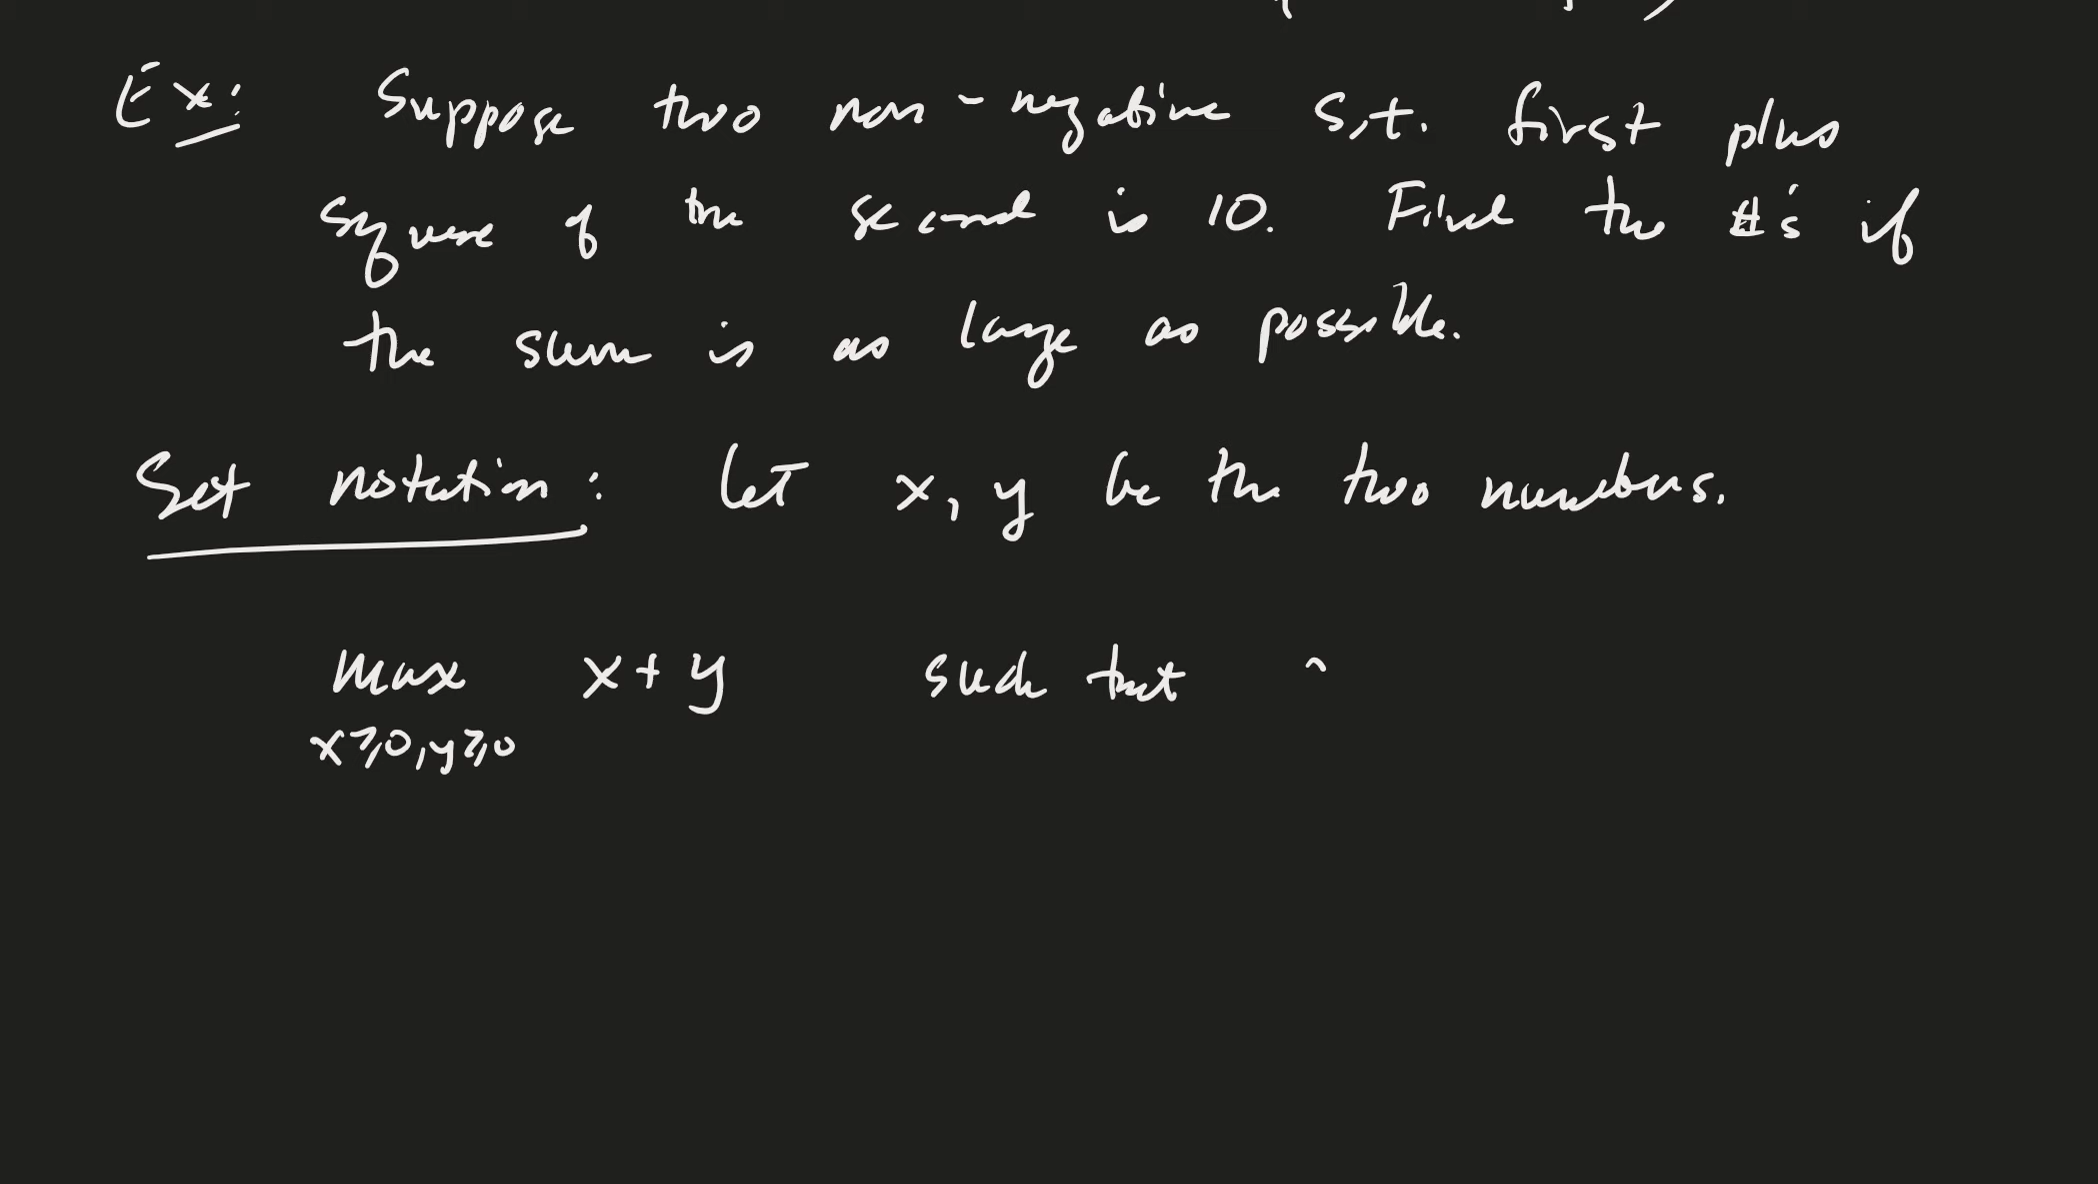 Ex: Suppose two non-negative s.t. first plus
square of the second is 10. Find the #'s if
the sum is as large as possible.
Set notation: let x, y be the two numbers.
max x+y such that
x≥0, y≥0